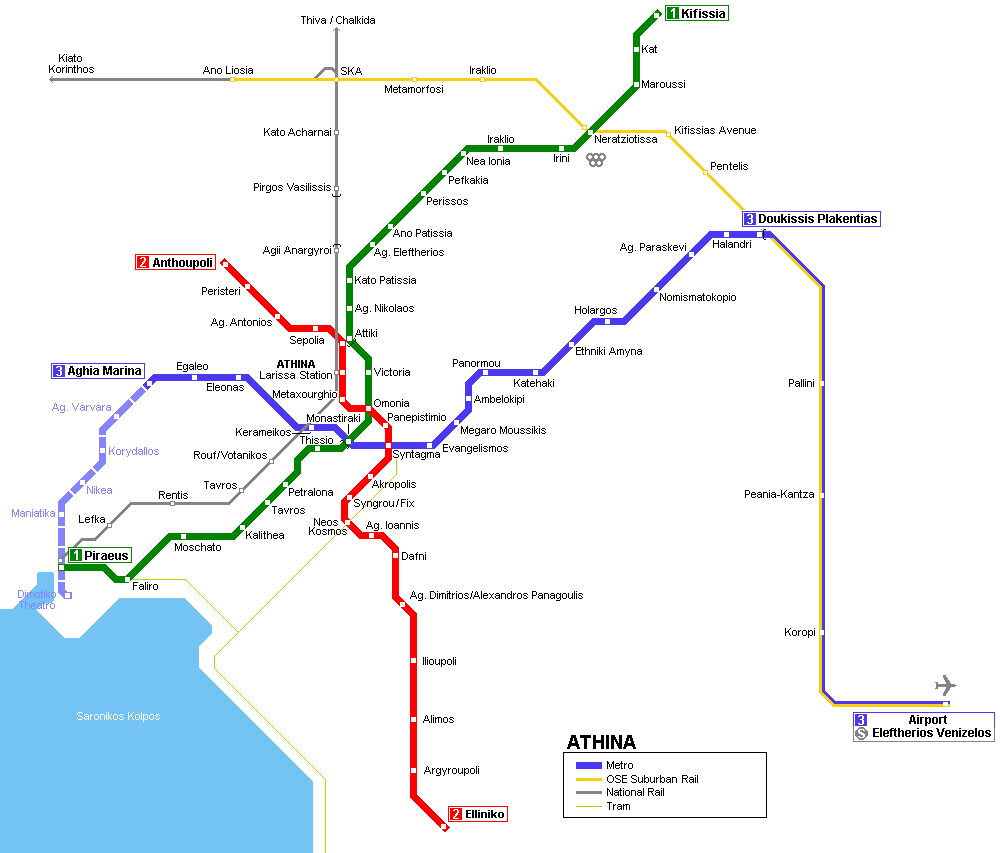 1 Kifissia
Thiva / Chalkida
Kat
Kiato
Korinthos
Ano Liosia
SKA
Iraklio
Metamorfosi
Maroussi
Kato Acharnai
Iraklio
Neratziotissa
Kifissias Avenue
Nea Ionia
Irini
Pentelis
Pefkakia
Pirgos Vasilissis
Perissos
3 Doukissis Plakentias
Ano Patissia
Agii Anargyroi
Ag. Eleftherios
Ag. Paraskevi
Halandri
2 Anthoupoli
Kato Patissia
Peristeri
Nomismatokopio
Ag. Nikolaos
Holargos
Ag. Antonios
Sepolia
Attiki
Ethniki Amyna
ATHINA
Larissa Station
3 Aghia Marina
Egaleo
Eleonas
Victoria
Panormou
Katehaki
Pallini
Metaxourghio
Ag. Varvara
Omonia
Ambelokipi
Monastiraki
Panepistimio
Kerameikos
Thissio
Megaro Moussikis
Korydallos
Rouf/Votanikos
Syntagma
Evangelismos
Nikea
Tavros
Akropolis
Rentis
Petralona
Peania-Kantza
Maniatika
Lefka
Tavros
Syngrou/Fix
Neos
Kosmos
Ag. Ioannis
Kalithea
Moschato
1 Piraeus
Dafni
Faliro
Dimotiko
Theatro
Ag. Dimitrios/Alexandros Panagoulis
Koropi
Ilioupoli
Saronikos Kolpos
Alimos
3 Airport
S Eleftherios Venizelos
Argyroupoli
2 Elliniko
ATHINA
Metro
OSE Suburban Rail
National Rail
Tram